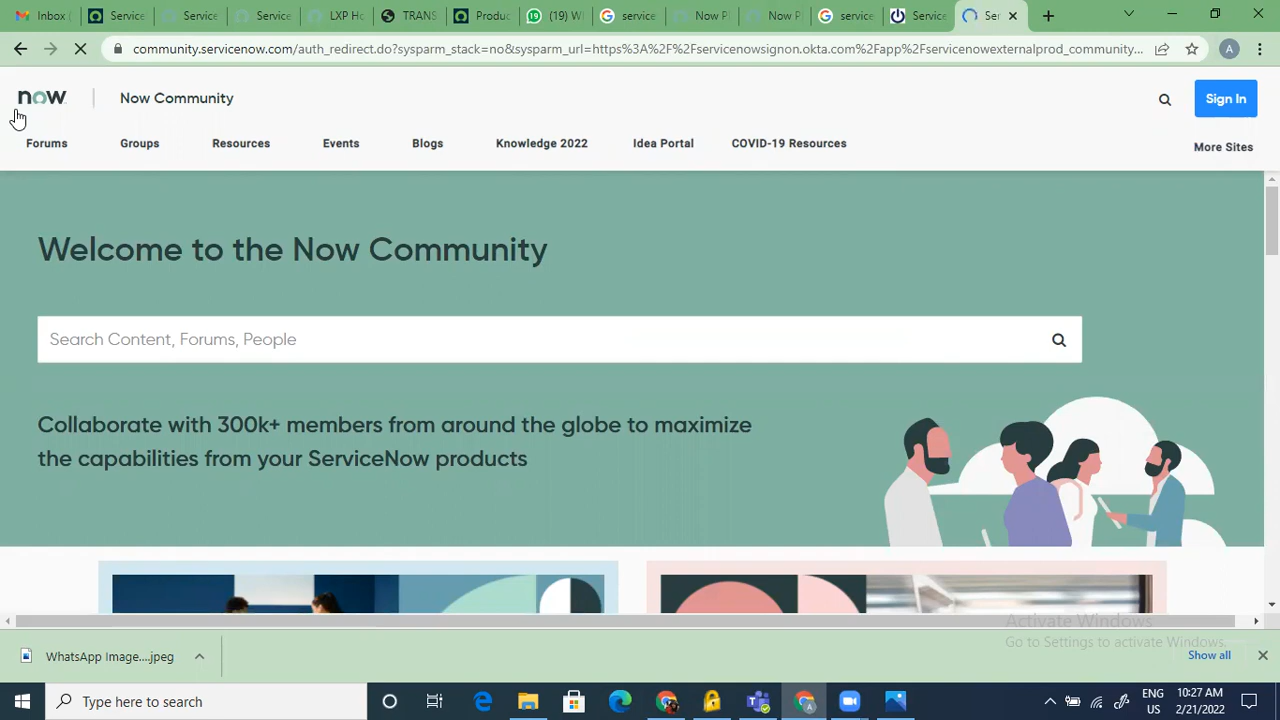 Inbox (
Service
Service
Service
LXP Ho
TRANS
Produc
(19) W
service
Now Pl
Now Pl
service
Service
Ser
community.servicenow.com/auth_redirect.do?sysparm_stack=no&sysparm_url=https%3A%2F%2Fservicenowsignon.okta.com%2Fapp%2Fservicenowexternalprod_community...
A
now
Now Community
Sign In
Forums
Groups
Resources
Events
Blogs
Knowledge 2022
Idea Portal
COVID-19 Resources
More Sites
Welcome to the Now Community
Search Content, Forums, People
Collaborate with 300k+ members from around the globe to maximize
the capabilities from your ServiceNow products
Activate Windows
Go to Settings to activate Windows.
WhatsApp Image....jpeg
Show all
Type here to search
ENG
US
10:27 AM
2/21/2022